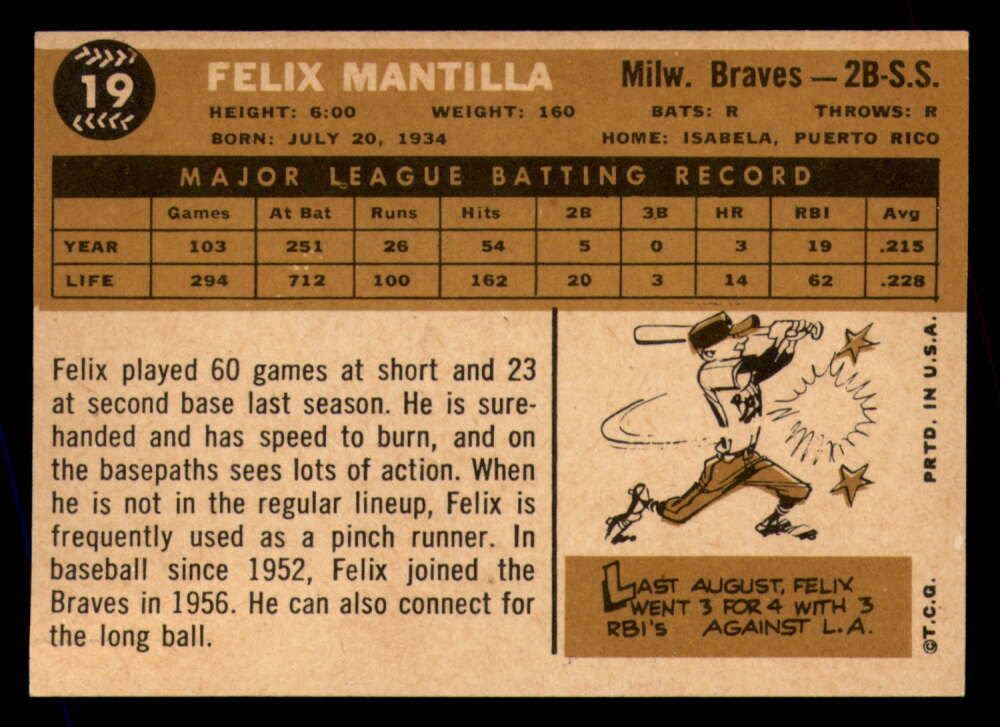 19
FELIX MANTILLA
Milw. Braves — 2B-S.S.
HEIGHT: 6:00 WEIGHT: 160 BATS: R THROWS: R
BORN: JULY 20, 1934 HOME: ISABELA, PUERTO RICO
MAJOR LEAGUE BATTING RECORD
Games At Bat Runs Hits 2B 3B HR RBI Avg
YEAR 103 251 26 54 5 0 3 19 .215
LIFE 294 712 100 162 20 3 14 62 .228
Felix played 60 games at short and 23
at second base last season. He is sure-
handed and has speed to burn, and on
the basepaths sees lots of action. When
he is not in the regular lineup, Felix is
frequently used as a pinch runner. In
baseball since 1952, Felix joined the
Braves in 1956. He can also connect for
the long ball.
LAST AUGUST, FELIX
WENT 3 FOR 4 WITH 3
RBI'S AGAINST L.A.
PRTD. IN U.S.A.
©T.C.G.